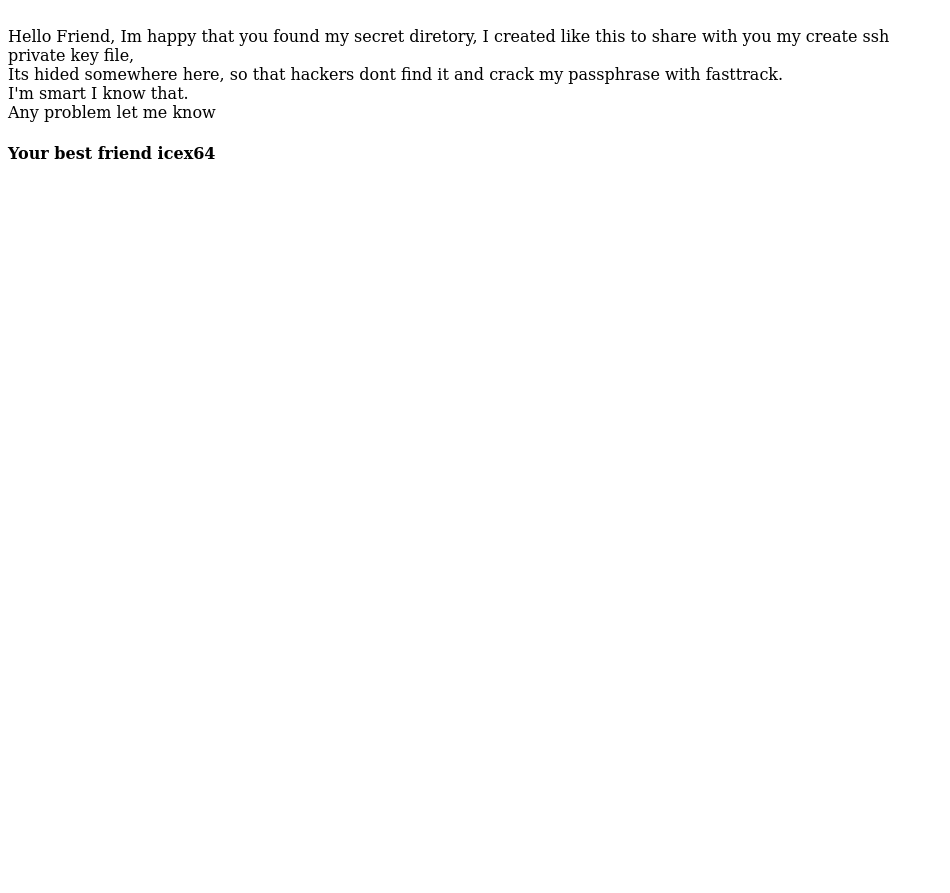 Hello Friend, Im happy that you found my secret diretory, I created like this to share with you my create ssh
private key file,
Its hided somewhere here, so that hackers dont find it and crack my passphrase with fasttrack.
I'm smart I know that.
Any problem let me know
Your best friend icex64